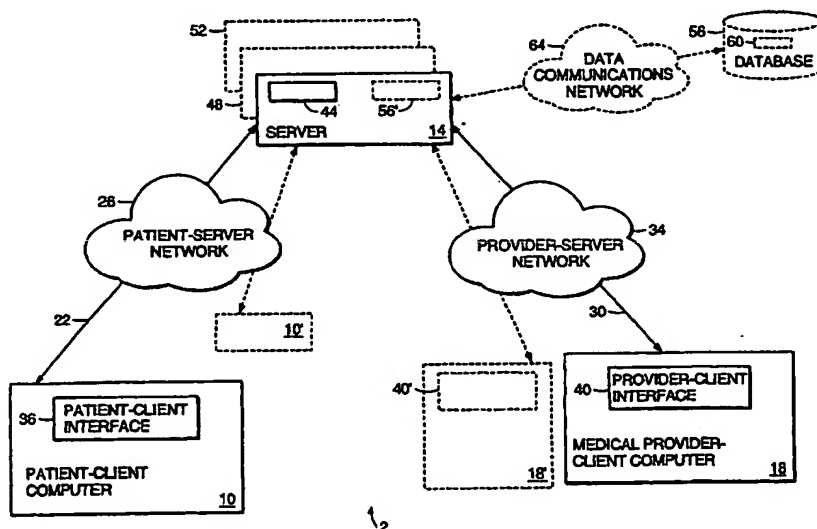 52
64
56
60
DATA
COMMUNICATIONS
NETWORK
DATABASE
48
44
56'
SERVER
14
26
PATIENT-SERVER
NETWORK
PROVIDER-SERVER
NETWORK
34
22
10'
30
36
PATIENT-CLIENT
INTERFACE
PATIENT-CLIENT
COMPUTER
10
40'
18'
40
PROVIDER-CLIENT
INTERFACE
MEDICAL PROVIDER-
CLIENT COMPUTER
18
2